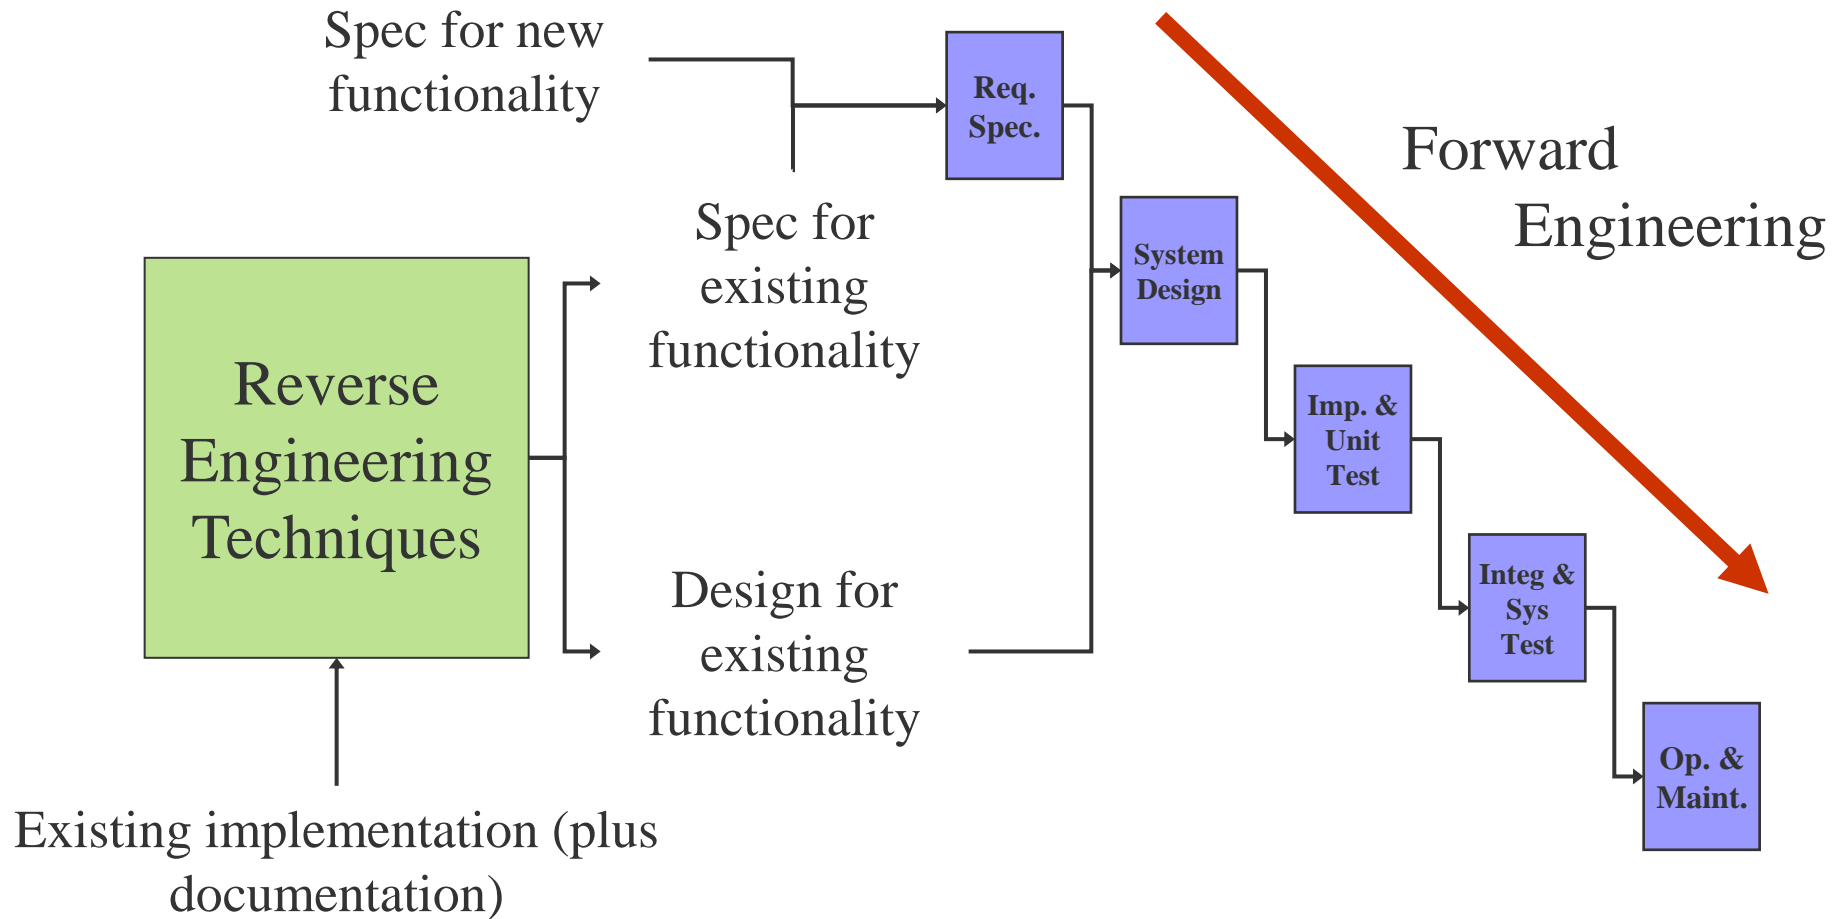 Spec for new
functionality
Req.
Spec.
Forward
Engineering
Spec for
existing
functionality
System
Design
Reverse
Engineering
Techniques
Imp. &
Unit
Test
Design for
existing
functionality
Integ &
Sys
Test
Op. &
Maint.
Existing implementation (plus
documentation)